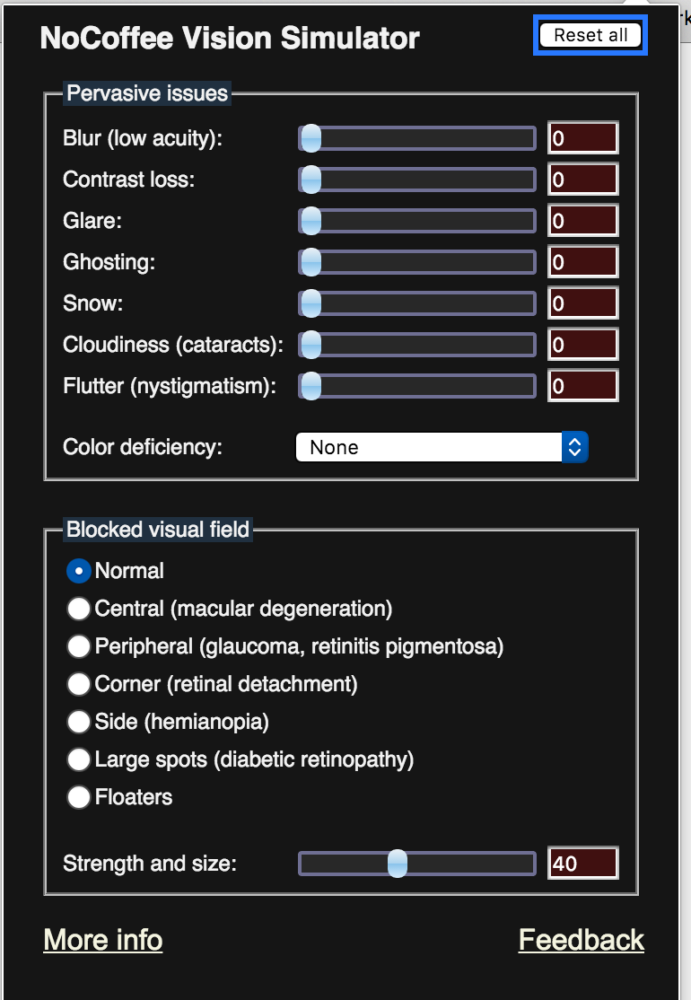 NoCoffee Vision Simulator
Reset all
Pervasive issues
Blur (low acuity): 0
Contrast loss: 0
Glare: 0
Ghosting: 0
Snow: 0
Cloudiness (cataracts): 0
Flutter (nystigmatism): 0
Color deficiency: None
Blocked visual field
Normal
Central (macular degeneration)
Peripheral (glaucoma, retinitis pigmentosa)
Corner (retinal detachment)
Side (hemianopia)
Large spots (diabetic retinopathy)
Floaters
Strength and size: 40
More info
Feedback